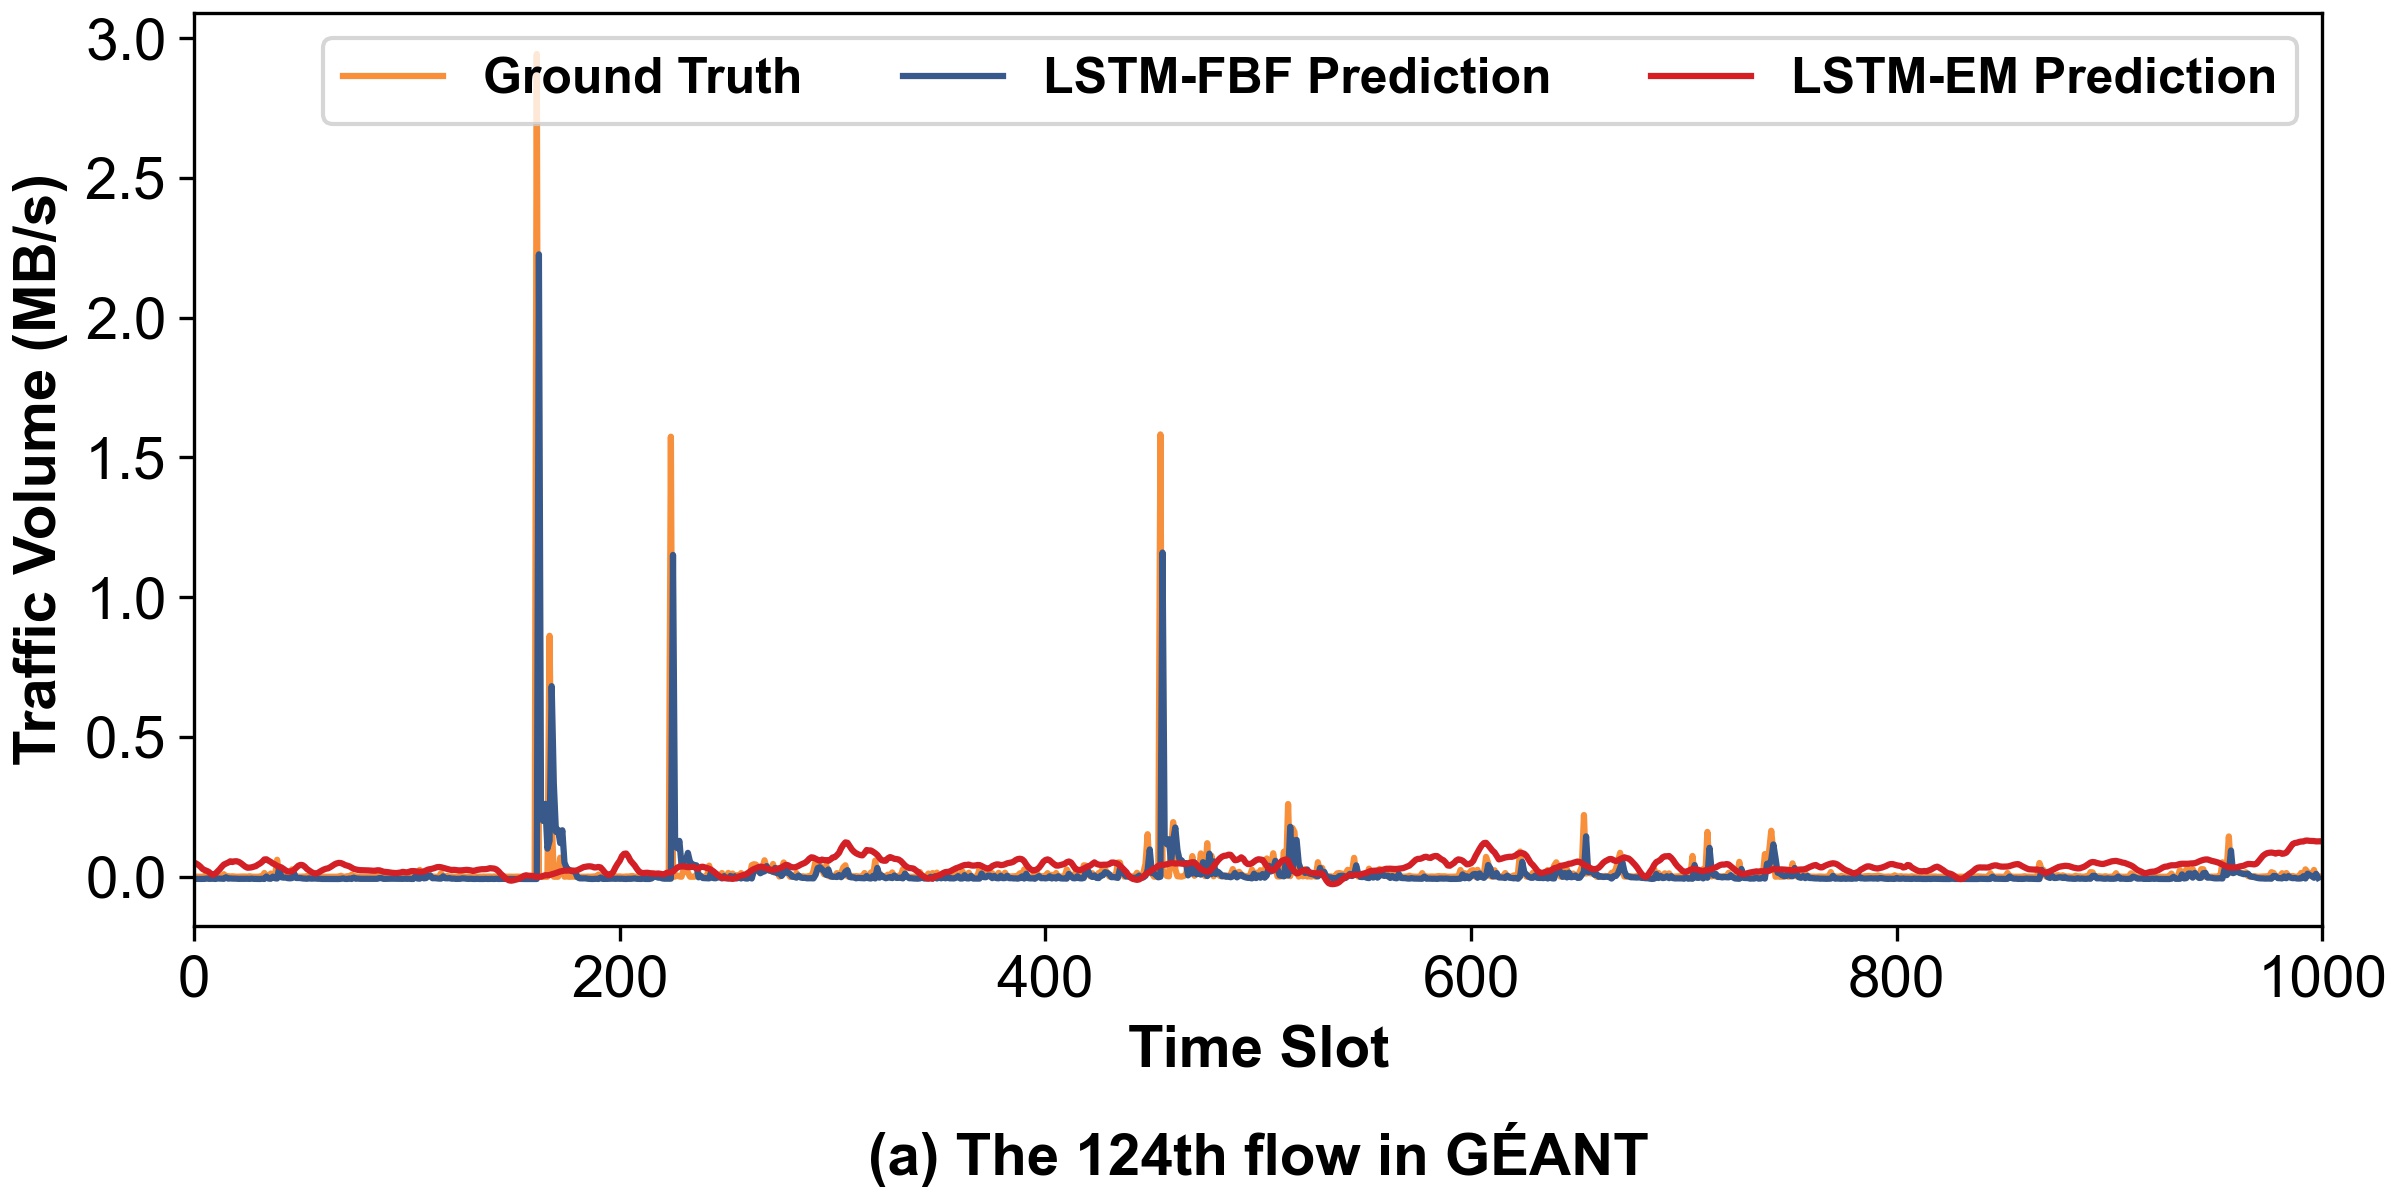 Ground Truth LSTM-FBF Prediction LSTM-EM Prediction
3.0
2.5
2.0
1.5
1.0
0.5
0.0
Traffic Volume (MB/s)
0 200 400 600 800 1000
Time Slot
(a) The 124th flow in GÉANT